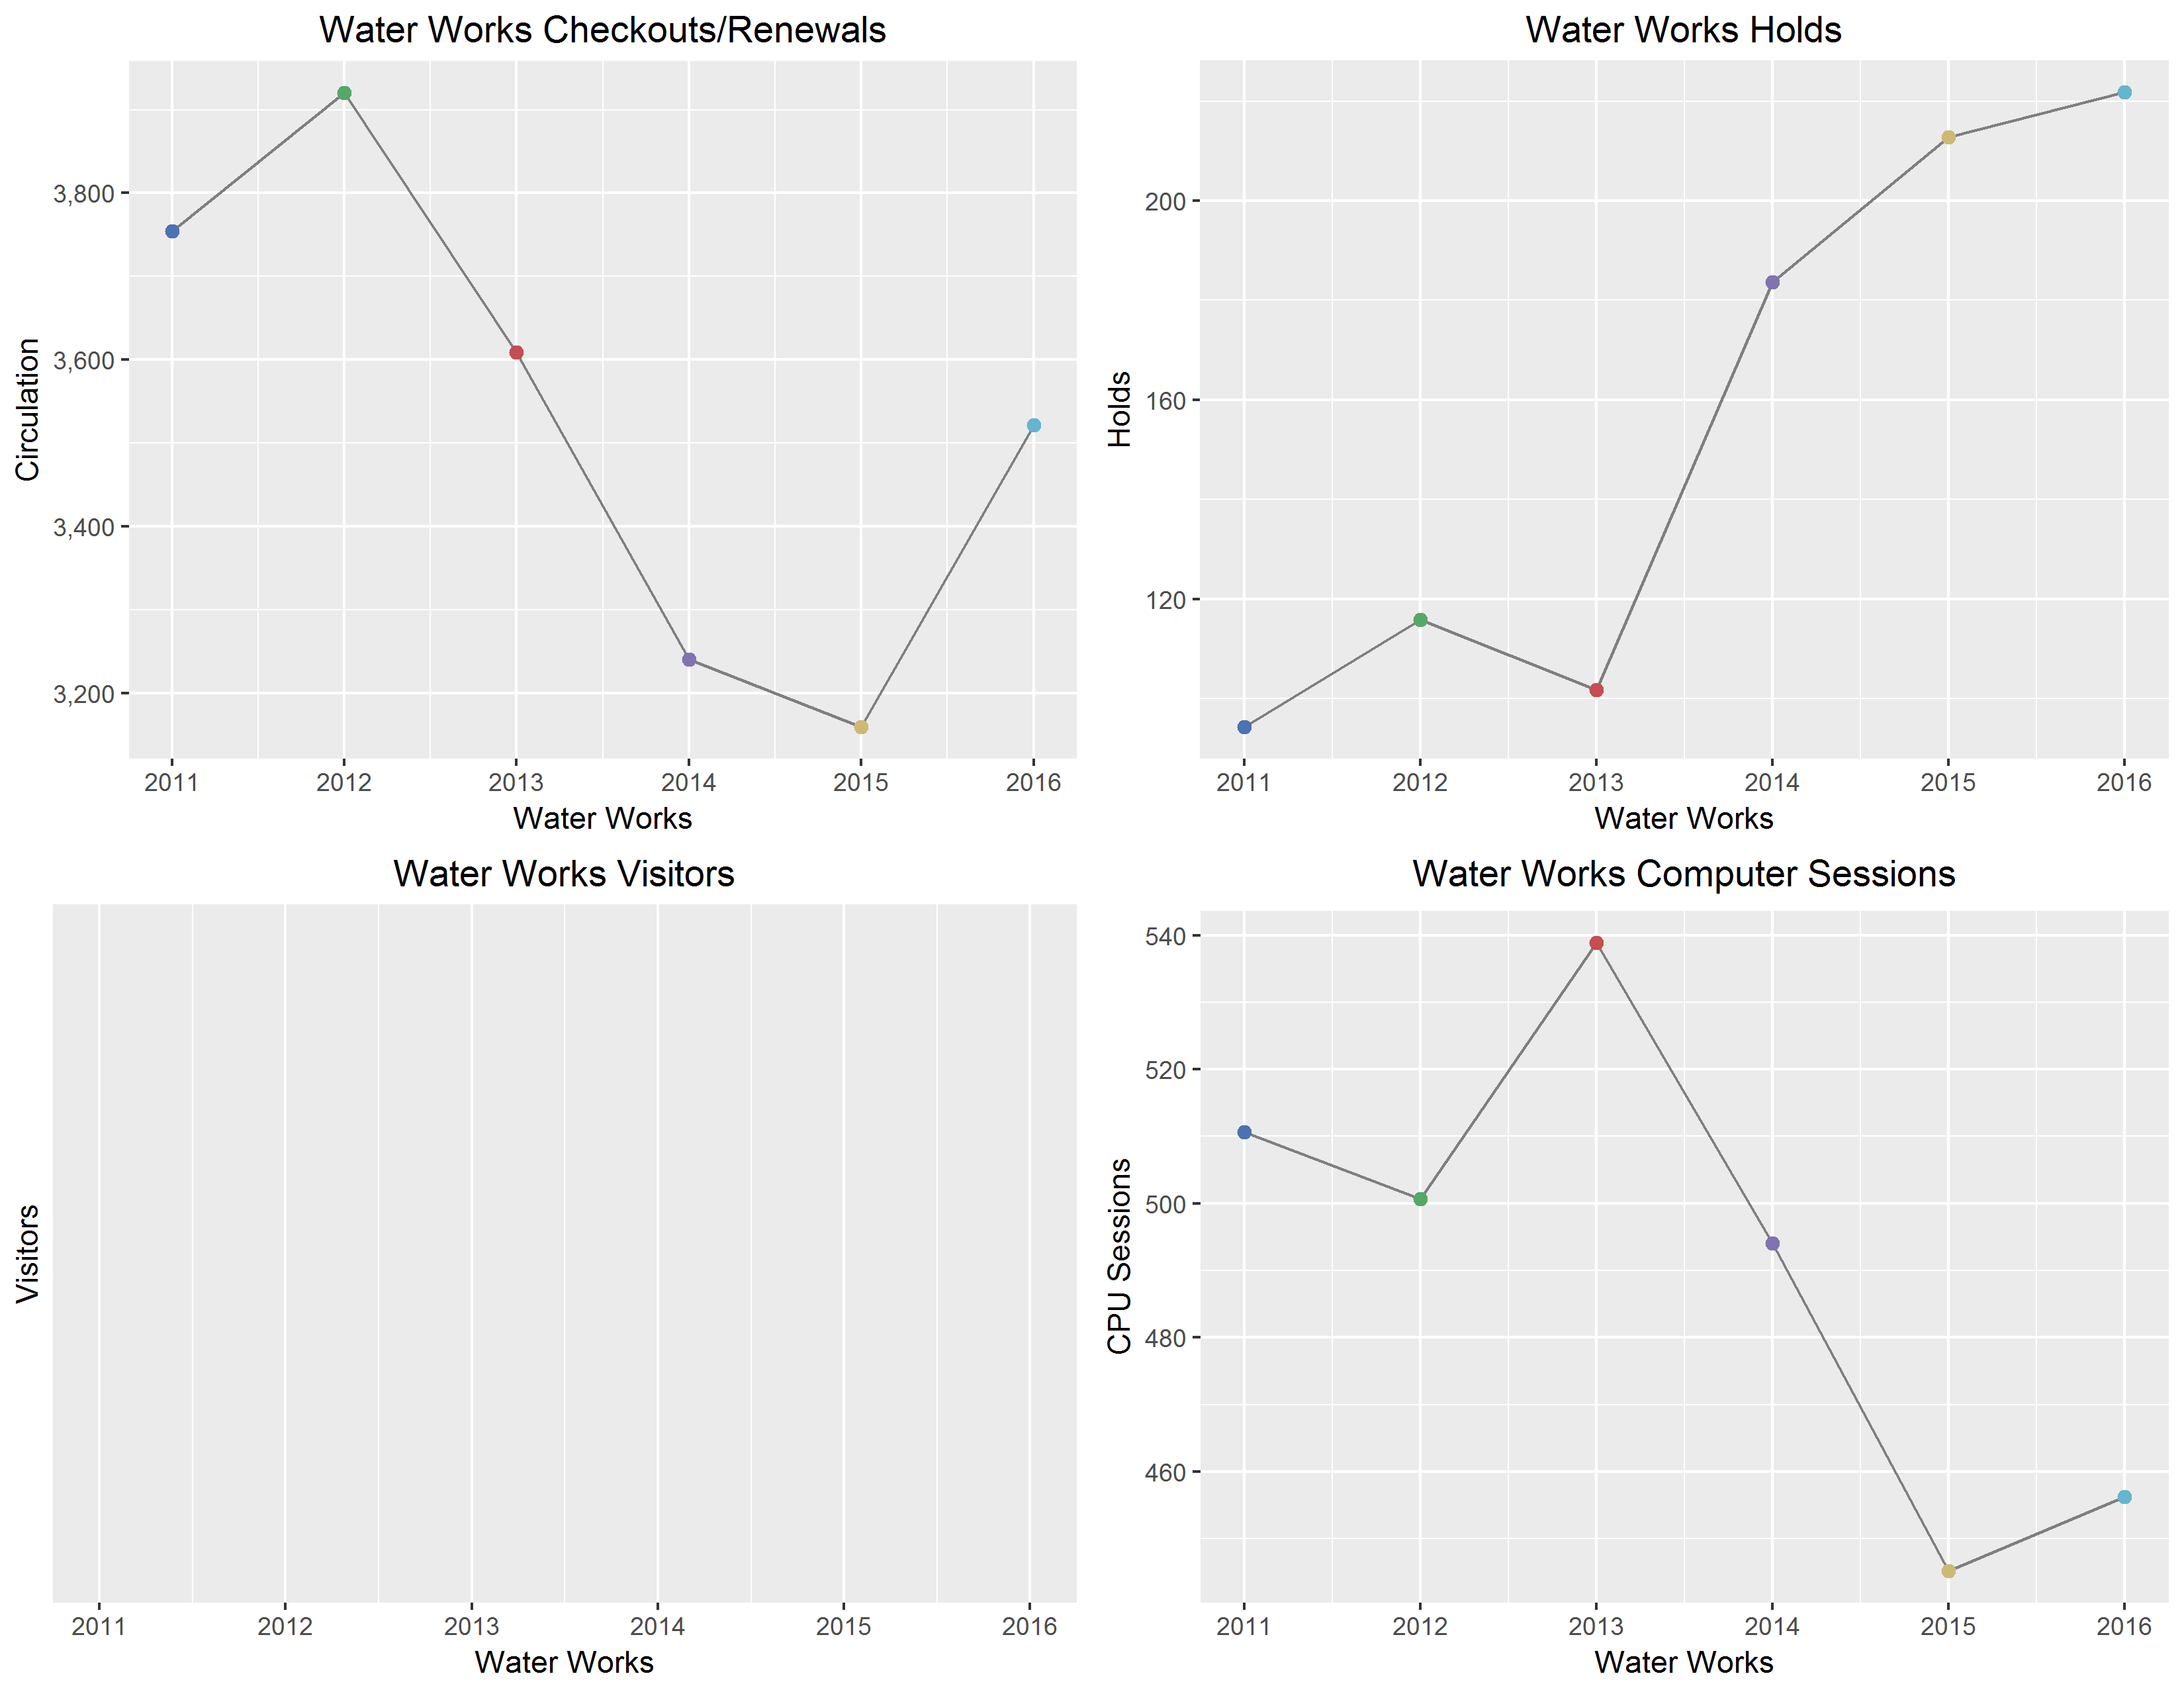 Water Works Checkouts/Renewals
Circulation
3,800
3,600
3,400
3,200
2011 2012 2013 2014 2015 2016
Water Works
Water Works Holds
Holds
200
160
120
2011 2012 2013 2014 2015 2016
Water Works
Water Works Visitors
Visitors
2011 2012 2013 2014 2015 2016
Water Works
Water Works Computer Sessions
CPU Sessions
540
520
500
480
460
2011 2012 2013 2014 2015 2016
Water Works